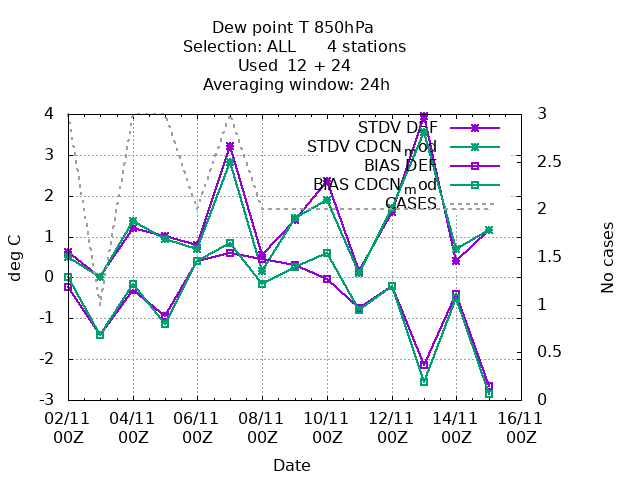 Dew point T 850hPa
Selection: ALL 4 stations
Used 12 + 24
Averaging window: 24h
4 3
STDV DEF
3 STDV CDCN_mod 2.5
BIAS DEF
2 BIAS CDCN_mod
CASES 2
1 1.5
deg C
0
No cases
-1 1
-2 0.5
-3 0
02/11 04/11 06/11 08/11 10/11 12/11 14/11 16/11
00Z 00Z 00Z 00Z 00Z 00Z 00Z 00Z
Date